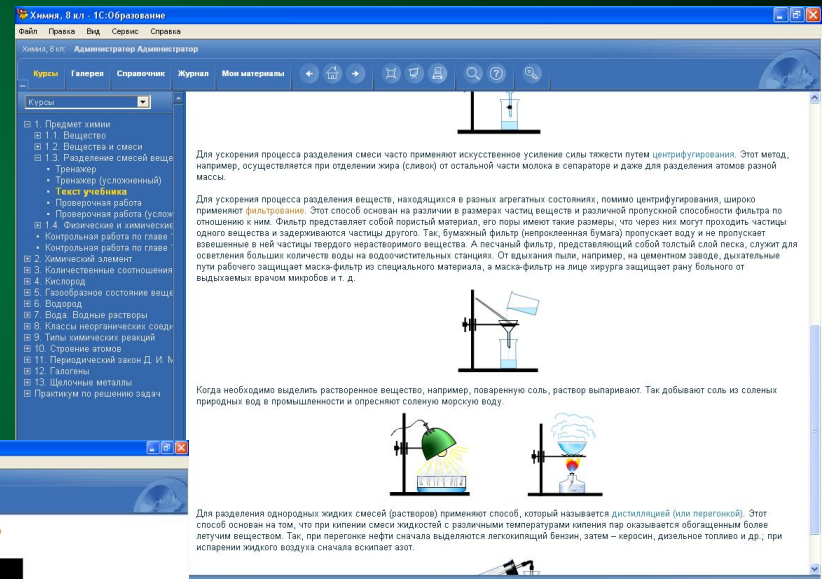 Химия, 8 кл - 1С:Образование
Файл Правка Вид Сервис Справка
Химия, 8 кл: Администратор Администратор
Курсы Галерея Справочник Журнал Мои материалы
Курсы
1. Предмет химии
1.1. Вещество
1.2. Вещества и смеси
1.3. Разделение смесей веще
Тренажер
Тренажер (усложненный)
Текст учебника
Проверочная работа
Проверочная работа (услож
1.4. Физические и химические
Контрольная работа по главе
Контрольная работа по главе
2. Химический элемент
3. Количественные соотношения
4. Кислород
5. Газообразное состояние веще
6. Водород
7. Вода. Водные растворы
8. Классы неорганических соеди
9. Типы химических реакций
10. Строение атомов
11. Периодический закон Д. И. М
12. Галогены
13. Щелочные металлы
Практикум по решению задач
Для ускорения процесса разделения смеси часто применяют искусственное усиление силы тяжести путем центрифугирования. Этот метод,
например, осуществляется при отделении жира (сливок) от остальной части молока в сепараторе и даже для разделения атомов разной
массы.
Для ускорения процесса разделения веществ, находящихся в разных агрегатных состояниях, помимо центрифугирования, широко
применяют фильтрование. Этот способ основан на различии в размерах частиц веществ и различной пропускной способности фильтра по
отношению к ним. Фильтр представляет собой пористый материал, его поры имеют такие размеры, что через них могут проходить частицы
одного вещества и задерживаются частицы другого. Так, бумажный фильтр (непроклеенная бумага) пропускает воду и не пропускает
взвешенные в ней частицы твердого нерастворимого вещества. А песчаный фильтр, представляющий собой толстый слой песка, служит для
осветления больших количеств воды на водоочистительных станциях. От вдыхания пыли, например, на цементном заводе, дыхательные
пути рабочего защищает маска-фильтр из специального материала, а маска-фильтр на лице хирурга защищает рану больного от
выдыхаемых врачом микробов и т. д.
Когда необходимо выделить растворенное вещество, например, поваренную соль, раствор выпаривают. Так добывают соль из соленых
природных вод в промышленности и опресняют соленую морскую воду.
Для разделения однородных жидких смесей (растворов) применяют способ, который называется дистилляцией (или перегонкой). Этот
способ основан на том, что при кипении смеси жидкостей с различными температурами кипения пар оказывается обогащенным более
летучим веществом. Так, при перегонке нефти сначала выделяются легкокипящий бензин, затем – керосин, дизельное топливо и др.; при
испарении жидкого воздуха сначала вскипает азот.